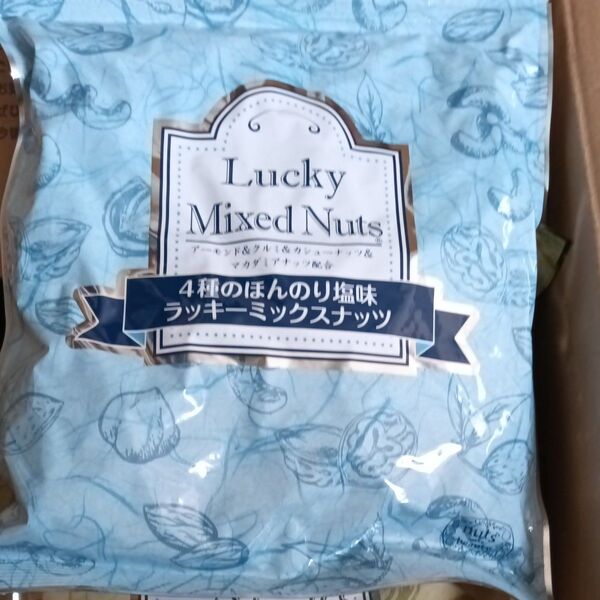 Lucky
Mixed Nuts®
アーモンド&クルミ&カシューナッツ&
マカダミアナッツ配合
4種のほんのり塩味
ラッキーミックスナッツ
nuts